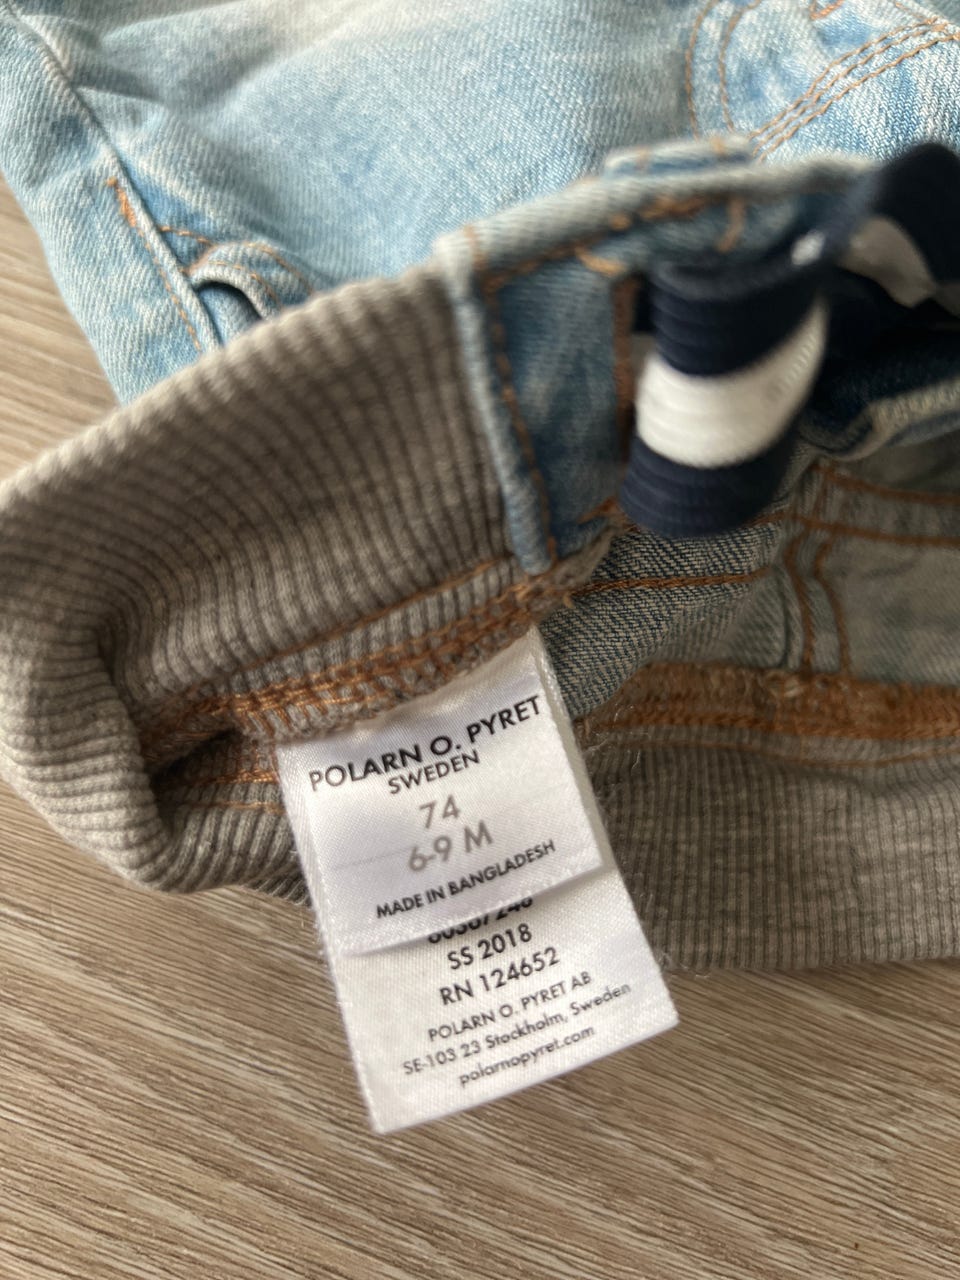 POLARN O. PYRET
SWEDEN
74
6-9 M
MADE IN BANGLADESH
SS 2018
RN 124652
POLARN O. PYRET AB
SE-103 23 Stockholm, Sweden
polarnopyret.com